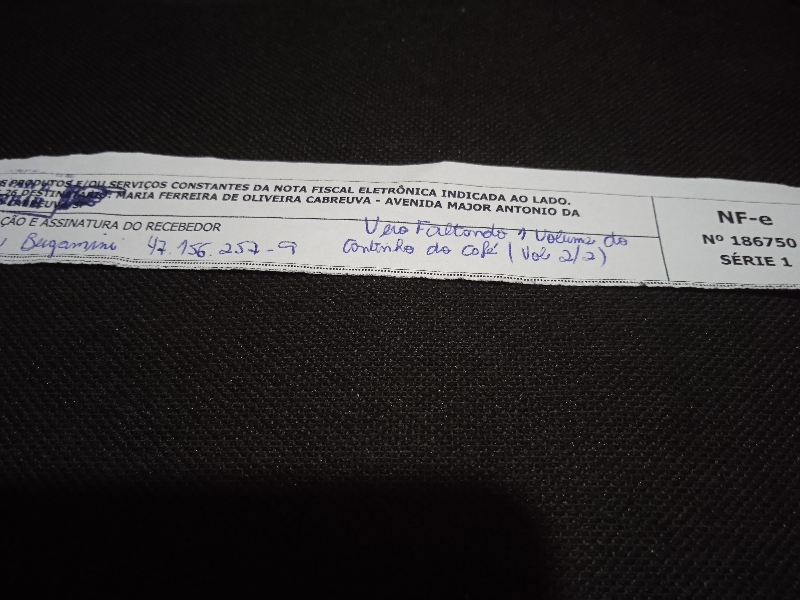 PRODUTOS E/OU SERVIÇOS CONSTANTES DA NOTA FISCAL ELETRÔNICA INDICADA AO LADO.
MARIA FERREIRA DE OLIVEIRA CABREUVA - AVENIDA MAJOR ANTONIO DA
ÇÃO E ASSINATURA DO RECEBEDOR
Bergamini 47.156.257-9
Veio Faltando 1 Volume do
Cantinho do Café (Vol 2/2)
NF-e
Nº 186750
SÉRIE 1